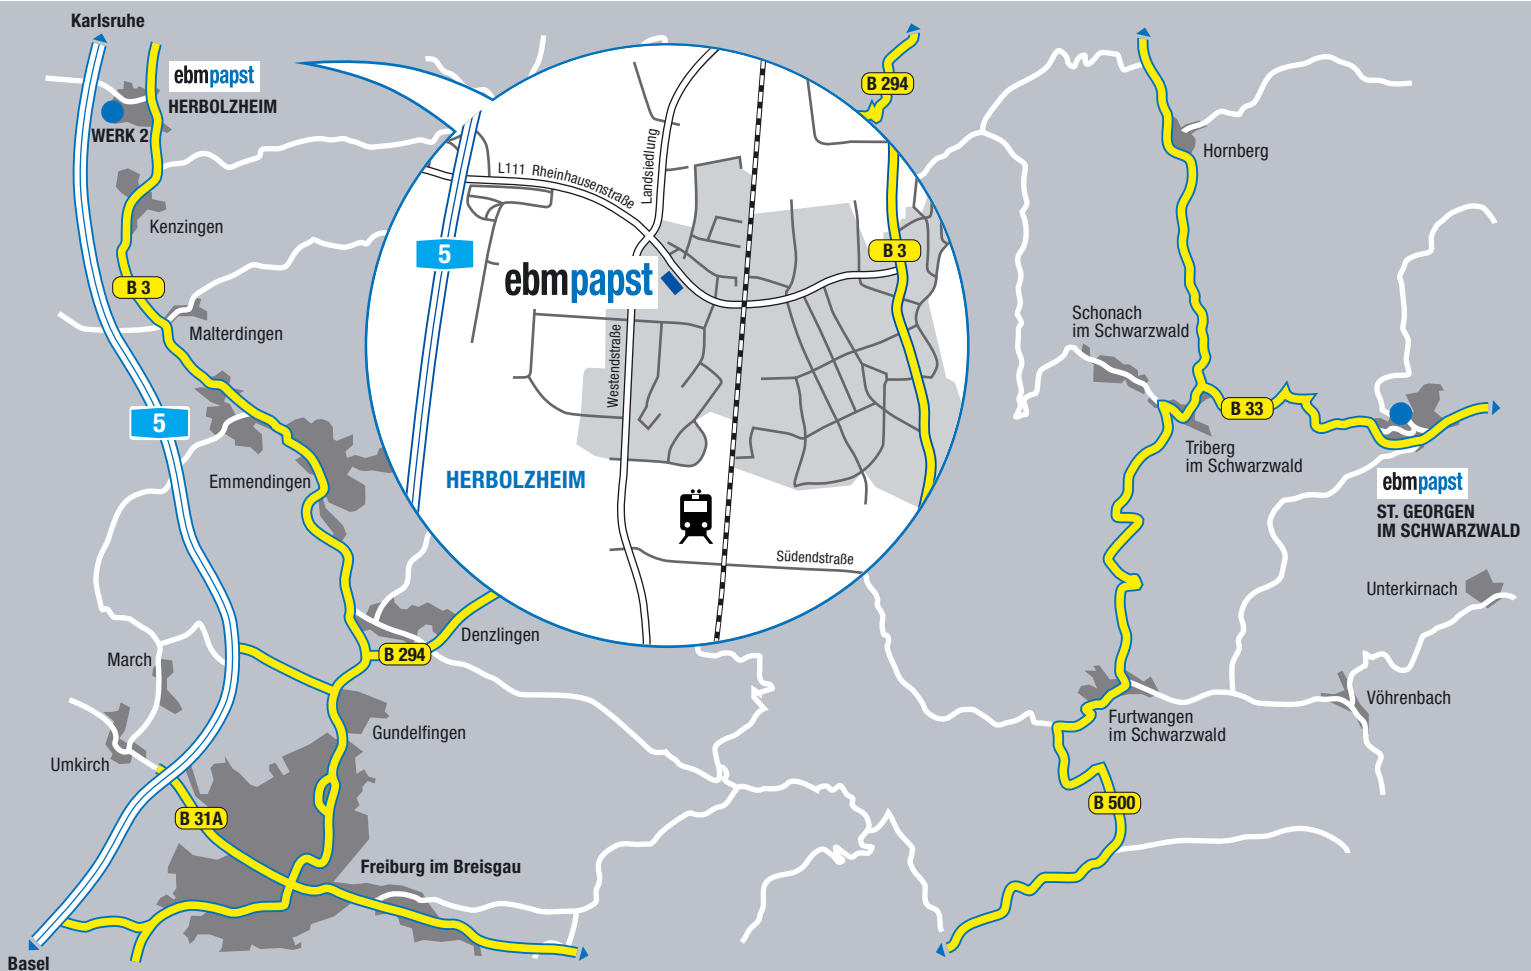 Karlsruhe
ebmpapst
HERBOLZHEIM
WERK 2
Kenzingen
B 3
Malterdingen
5
Emmendingen
March
Umkirch
B 31A
Basel
Freiburg im Breisgau
Gundelfingen
B 294
Denzlingen
L111 Rheinhausenstraße
Landsiedlung
5
ebmpapst
Westendstraße
HERBOLZHEIM
Südendstraße
B 3
B 294
Hornberg
Schonach
im Schwarzwald
B 33
Triberg
im Schwarzwald
ebmpapst
ST. GEORGEN
IM SCHWARZWALD
Unterkirnach
Vöhrenbach
Furtwangen
im Schwarzwald
B 500